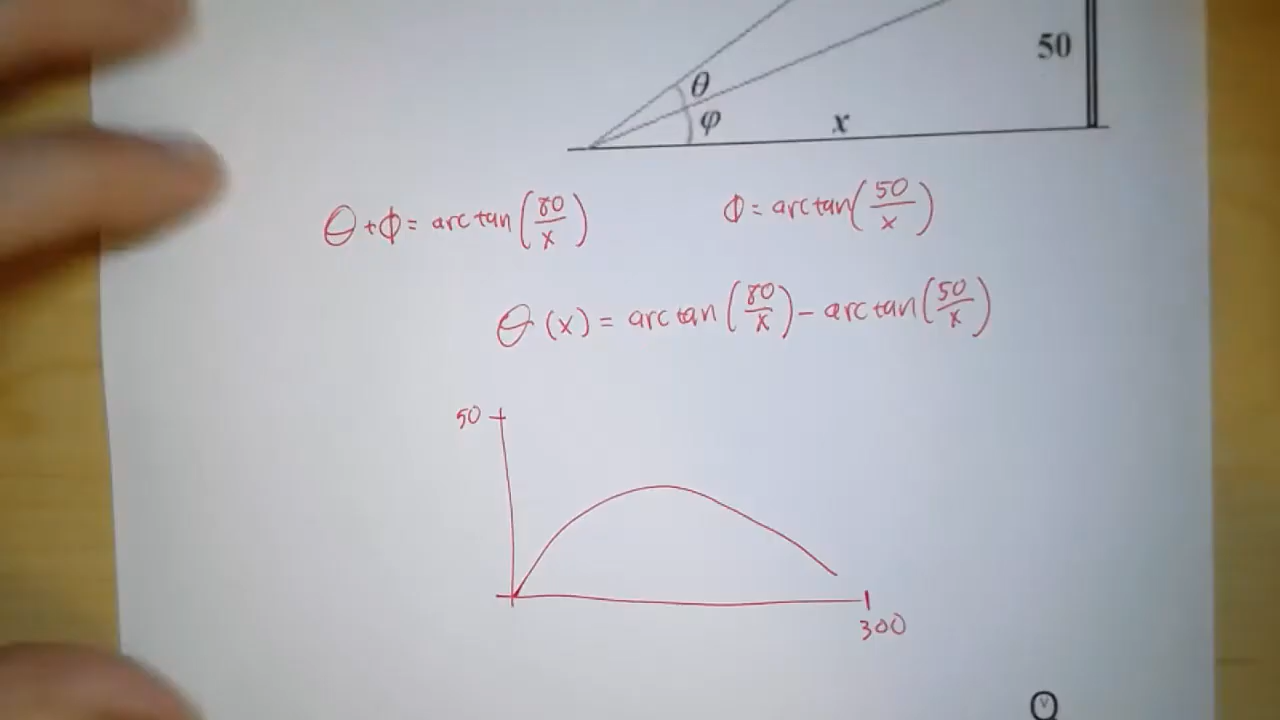 50
θ
φ x
θ+ϕ = arctan(80/x) ϕ = arctan(50/x)
θ(x) = arctan(80/x) - arctan(50/x)
50
300